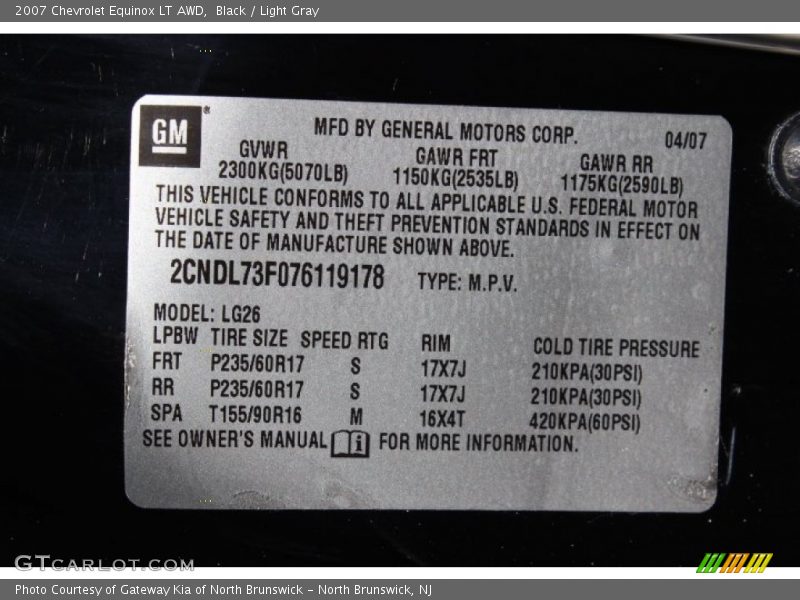 2007 Chevrolet Equinox LT AWD, Black / Light Gray
GM
MFD BY GENERAL MOTORS CORP. 04/07
GVWR GAWR FRT GAWR RR
2300KG(5070LB) 1150KG(2535LB) 1175KG(2590LB)
THIS VEHICLE CONFORMS TO ALL APPLICABLE U.S. FEDERAL MOTOR
VEHICLE SAFETY AND THEFT PREVENTION STANDARDS IN EFFECT ON
THE DATE OF MANUFACTURE SHOWN ABOVE.
2CNDL73F076119178 TYPE: M.P.V.
MODEL: LG26
LPBW TIRE SIZE SPEED RTG RIM COLD TIRE PRESSURE
FRT P235/60R17 S 17X7J 210KPA(30PSI)
RR P235/60R17 S 17X7J 210KPA(30PSI)
SPA T155/90R16 M 16X4T 420KPA(60PSI)
SEE OWNER'S MANUAL FOR MORE INFORMATION.
GTCARLOT.COM
Photo Courtesy of Gateway Kia of North Brunswick - North Brunswick, NJ